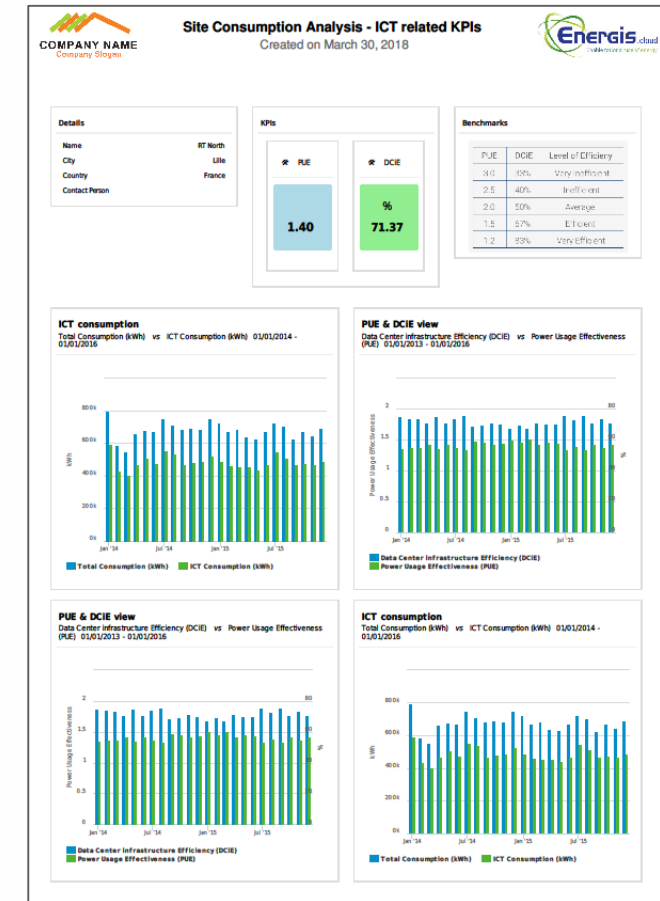 Site Consumption Analysis - ICT related KPIs
Created on March 30, 2018
COMPANY NAME
Company Slogan
Energis.cloud
Details
Name RT North
City Lille
Country France
Contact Person
KPIs
PUE
1.40
DCIE
%
71.37
Benchmarks
PUE DCiE Level of Efficiery
3.0 33% Very Inefficient
2.5 40% Inefficient
2.0 50% Average
1.5 67% Efficient
1.2 83% Very Efficient
ICT consumption
Total Consumption (kWh) vs ICT Consumption (kWh) 01/01/2014 -
01/01/2016
800k
600k
400k
200k
0k
kWh
Jan '14 Jul '14 Jan '15 Jul '15
Total Consumption (kWh) ICT Consumption (kWh)
PUE & DCiE view
Data Center infrastructure Efficiency (DCiE) vs Power Usage Effectiveness
(PUE) 01/01/2013 - 01/01/2016
2
1.5
1
0.5
0
Power Usage Effectiveness
80
%
Jan '14 Jul '14 Jan '15 Jul '15
Data Center Infrastructure Efficiency (DCiE)
Power Usage Effectiveness (PUE)
PUE & DCiE view
Data Center infrastructure Efficiency (DCiE) vs Power Usage Effectiveness
(PUE) 01/01/2013 - 01/01/2016
2
1.5
1
0.5
0
Power Usage Effectiveness
80
%
Jan '14 Jul '14 Jan '15 Jul '15
Data Center Infrastructure Efficiency (DCiE)
Power Usage Effectiveness (PUE)
ICT consumption
Total Consumption (kWh) vs ICT Consumption (kWh) 01/01/2014 -
01/01/2016
800k
600k
400k
200k
0k
kWh
Jan '14 Jul '14 Jan '15 Jul '15
Total Consumption (kWh) ICT Consumption (kWh)